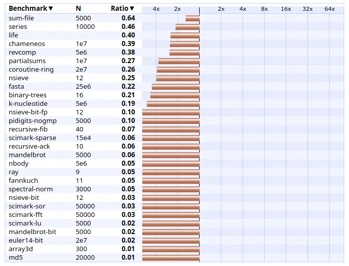 Benchmark▼ N Ratio▼ 4x 2x 2x 4x 8x 16x 32x 64x
sum-file 5000 0.64
series 10000 0.46
life 0.40
chameneos 1e7 0.39
revcomp 5e6 0.38
partialsums 1e7 0.27
coroutine-ring 2e7 0.26
nsieve 12 0.25
fasta 25e6 0.22
binary-trees 16 0.21
k-nucleotide 5e6 0.19
nsieve-bit-fp 12 0.10
pidigits-nogmp 5000 0.10
recursive-fib 40 0.07
scimark-sparse 15e4 0.06
recursive-ack 10 0.06
mandelbrot 5000 0.06
nbody 5e6 0.05
ray 9 0.05
fannkuch 11 0.05
spectral-norm 3000 0.05
nsieve-bit 12 0.03
scimark-sor 50000 0.03
scimark-fft 50000 0.03
scimark-lu 5000 0.02
mandelbrot-bit 5000 0.02
euler14-bit 2e7 0.02
array3d 300 0.01
md5 20000 0.01